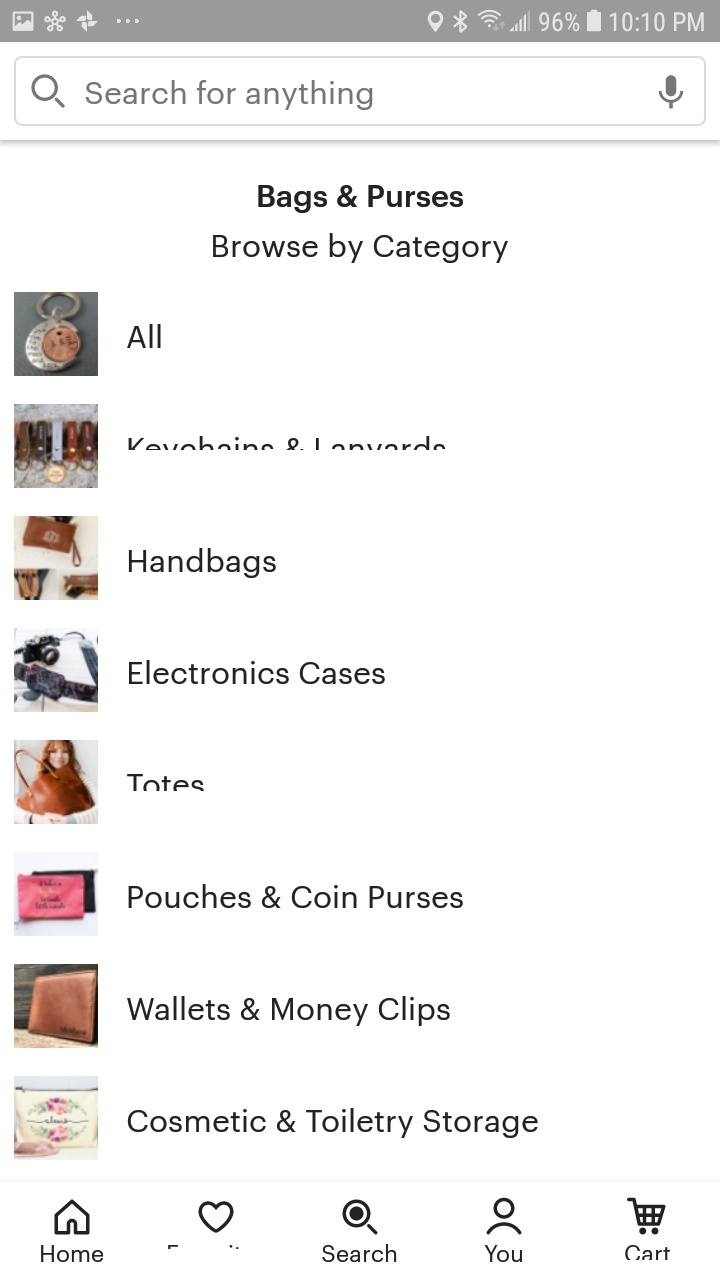 96% 10:10 PM
Search for anything
Bags & Purses
Browse by Category
All
Keychains & Lanyards
Handbags
Electronics Cases
Totes
Pouches & Coin Purses
Wallets & Money Clips
Cosmetic & Toiletry Storage
Home
Search
You
Cart